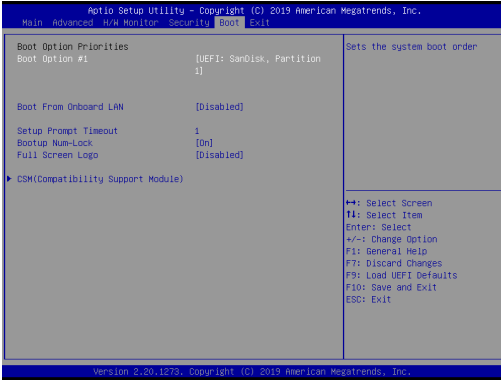 Aptio Setup Utility – Copyright (C) 2019 American Megatrends, Inc.
Main Advanced H/W Monitor Security Boot Exit
Boot Option Priorities
Boot Option #1 [UEFI: SanDisk, Partition
1]
Boot From Onboard LAN [Disabled]
Setup Prompt Timeout 1
Bootup Num-Lock [On]
Full Screen Logo [Disabled]
CSM(Compatibility Support Module)
Sets the system boot order
↔: Select Screen
↑↓: Select Item
Enter: Select
+/-: Change Option
F1: General Help
F7: Discard Changes
F9: Load UEFI Defaults
F10: Save and Exit
ESC: Exit
Version 2.20.1273. Copyright (C) 2019 American Megatrends, Inc.